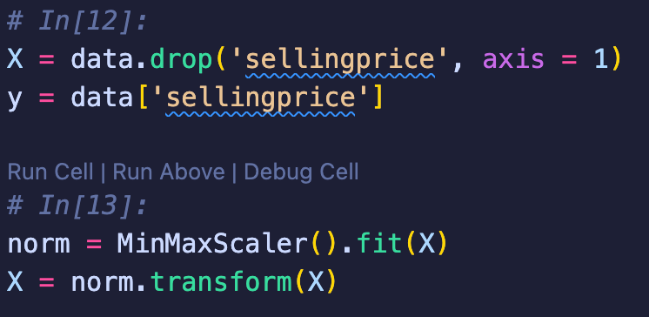 # In[12]:
X = data.drop('sellingprice', axis = 1)
y = data['sellingprice']
Run Cell | Run Above | Debug Cell
# In[13]:
norm = MinMaxScaler().fit(X)
X = norm.transform(X)